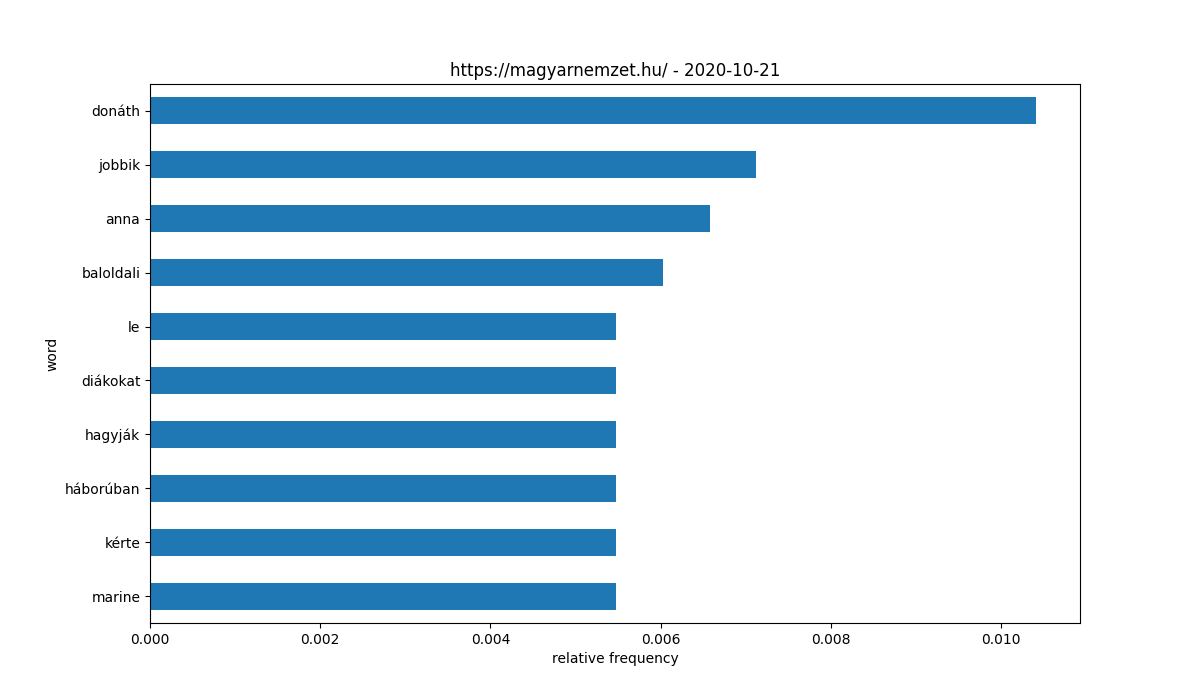 https://magyarnemzet.hu/ - 2020-10-21
donáth
jobbik
anna
baloldali
le
diákokat
hagyják
háborúban
kérte
marine
word
0.000 0.002 0.004 0.006 0.008 0.010
relative frequency